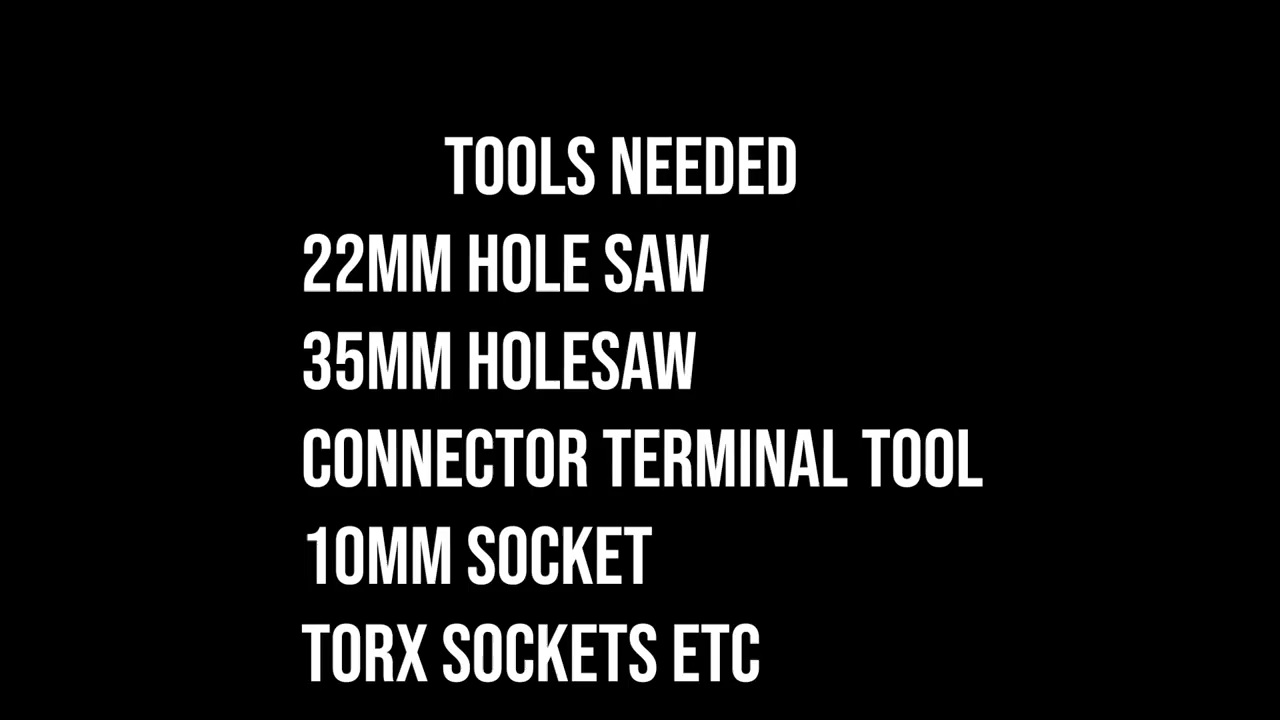 TOOLS NEEDED
22MM HOLE SAW
35MM HOLESAW
CONNECTOR TERMINAL TOOL
10MM SOCKET
TORX SOCKETS ETC